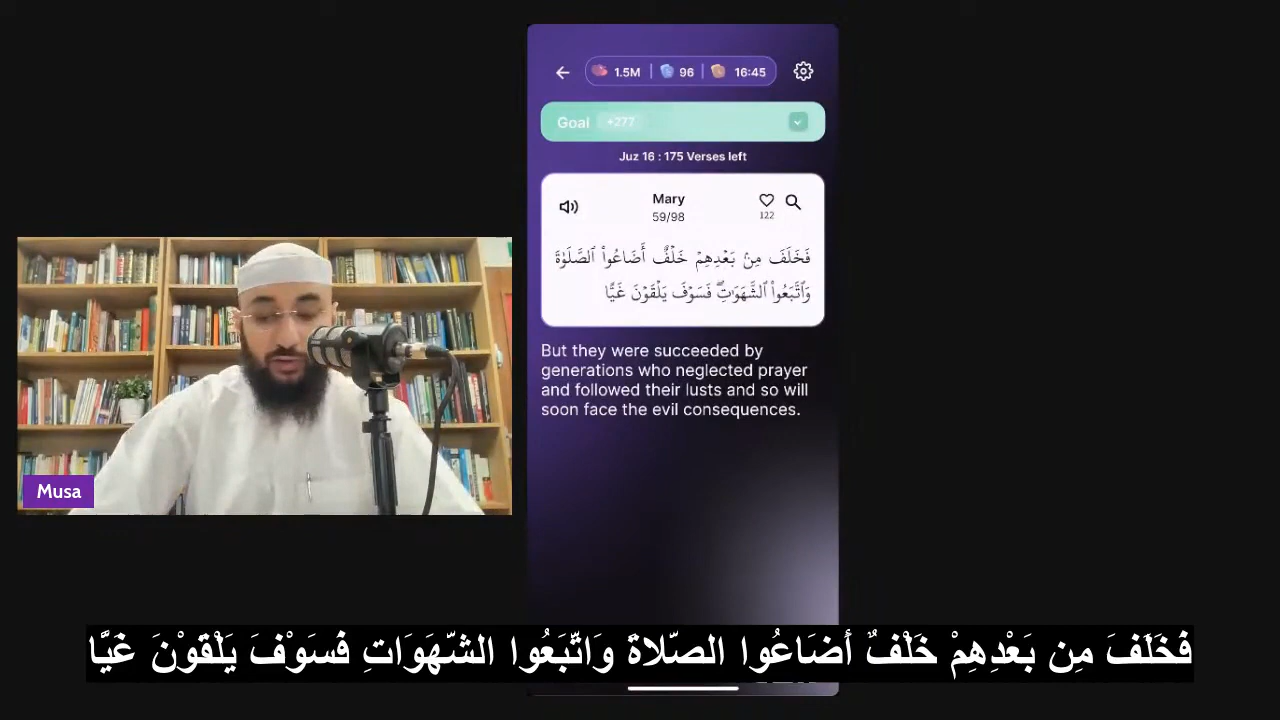 1.5M | 96 | 16:45
Goal +277
Juz 16 : 175 Verses left
Mary
59/98
122
فَخَلَفَ مِنۢ بَعْدِهِمْ خَلْفٌ أَضَاعُوا۟ ٱلصَّلَوٰةَ
وَٱتَّبَعُوا۟ ٱلشَّهَوَٰتِ ۖ فَسَوْفَ يَلْقَوْنَ غَيًّا
But they were succeeded by
generations who neglected prayer
and followed their lusts and so will
soon face the evil consequences.
Musa
فَخَلَفَ مِن بَعْدِهِمْ خَلْفٌ أَضَاعُوا الصّلاةَ وَاتّبَعُوا الشّهَوَاتِ فَسَوْفَ يَلْقَوْنَ غَيَّا